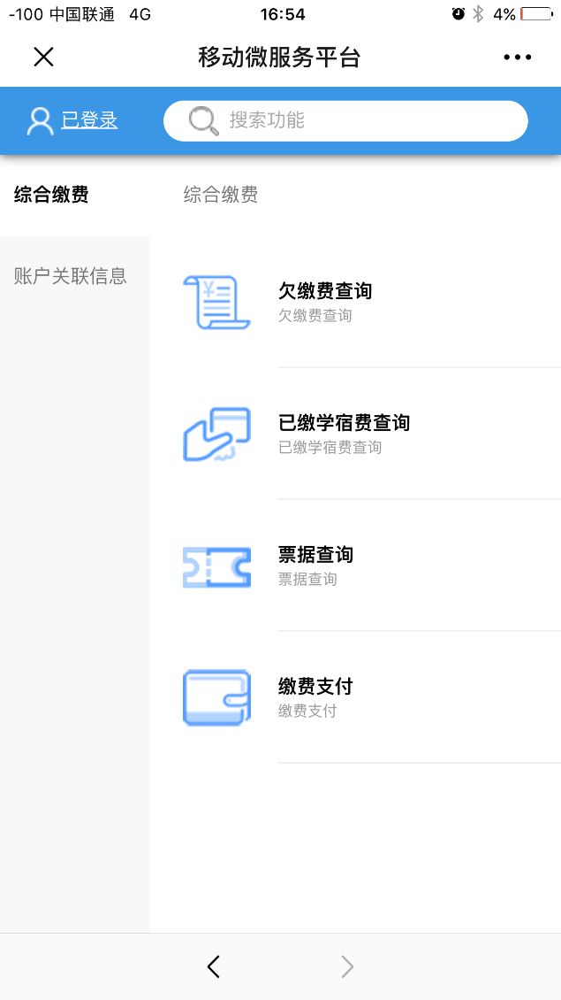 -100 中国联通 4G 16:54 4%
移动微服务平台
已登录 搜索功能
综合缴费 综合缴费
账户关联信息
¥
欠缴费查询
欠缴费查询
已缴学宿费查询
已缴学宿费查询
票据查询
票据查询
缴费支付
缴费支付